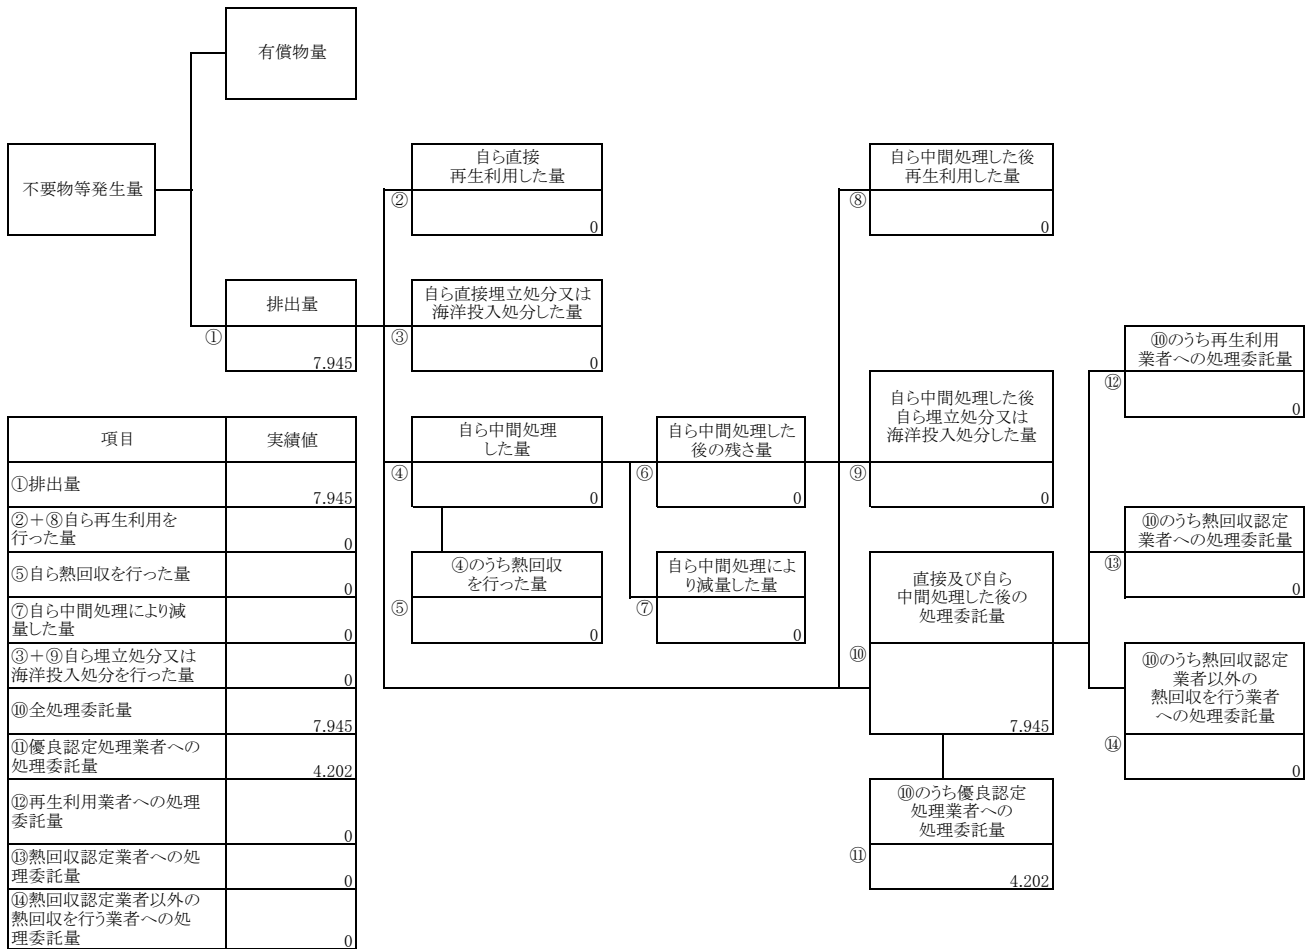 有償物量
不要物等発生量
自ら直接
再生利用した量
②
0
自ら中間処理した後
再生利用した量
⑧
0
排出量
①
7.945
自ら直接埋立処分又は
海洋投入処分した量
③
0
⑩のうち再生利用
業者への処理委託量
⑫
0
自ら中間処理
した量
④
0
自ら中間処理した
後の残さ量
⑥
0
自ら中間処理した後
自ら埋立処分又は
海洋投入処分した量
⑨
0
⑩のうち熱回収認定
業者への処理委託量
⑬
0
④のうち熱回収
を行った量
⑤
0
自ら中間処理によ
り減量した量
⑦
0
直接及び自ら
中間処理した後の
処理委託量
⑩
7.945
⑩のうち熱回収認定
業者以外の
熱回収を行う業者
への処理委託量
⑭
0
⑩のうち優良認定
処理業者への
処理委託量
⑪
4.202
項目 実績値
①排出量
7.945
②+⑧自ら再生利用を
行った量
0
⑤自ら熱回収を行った量
0
⑦自ら中間処理により減
量した量
0
③+⑨自ら埋立処分又は
海洋投入処分を行った量
0
⑩全処理委託量
7.945
⑪優良認定処理業者への
処理委託量
4.202
⑫再生利用業者への処理
委託量
0
⑬熱回収認定業者への処
理委託量
0
⑭熱回収認定業者以外の
熱回収を行う業者への処
理委託量
0